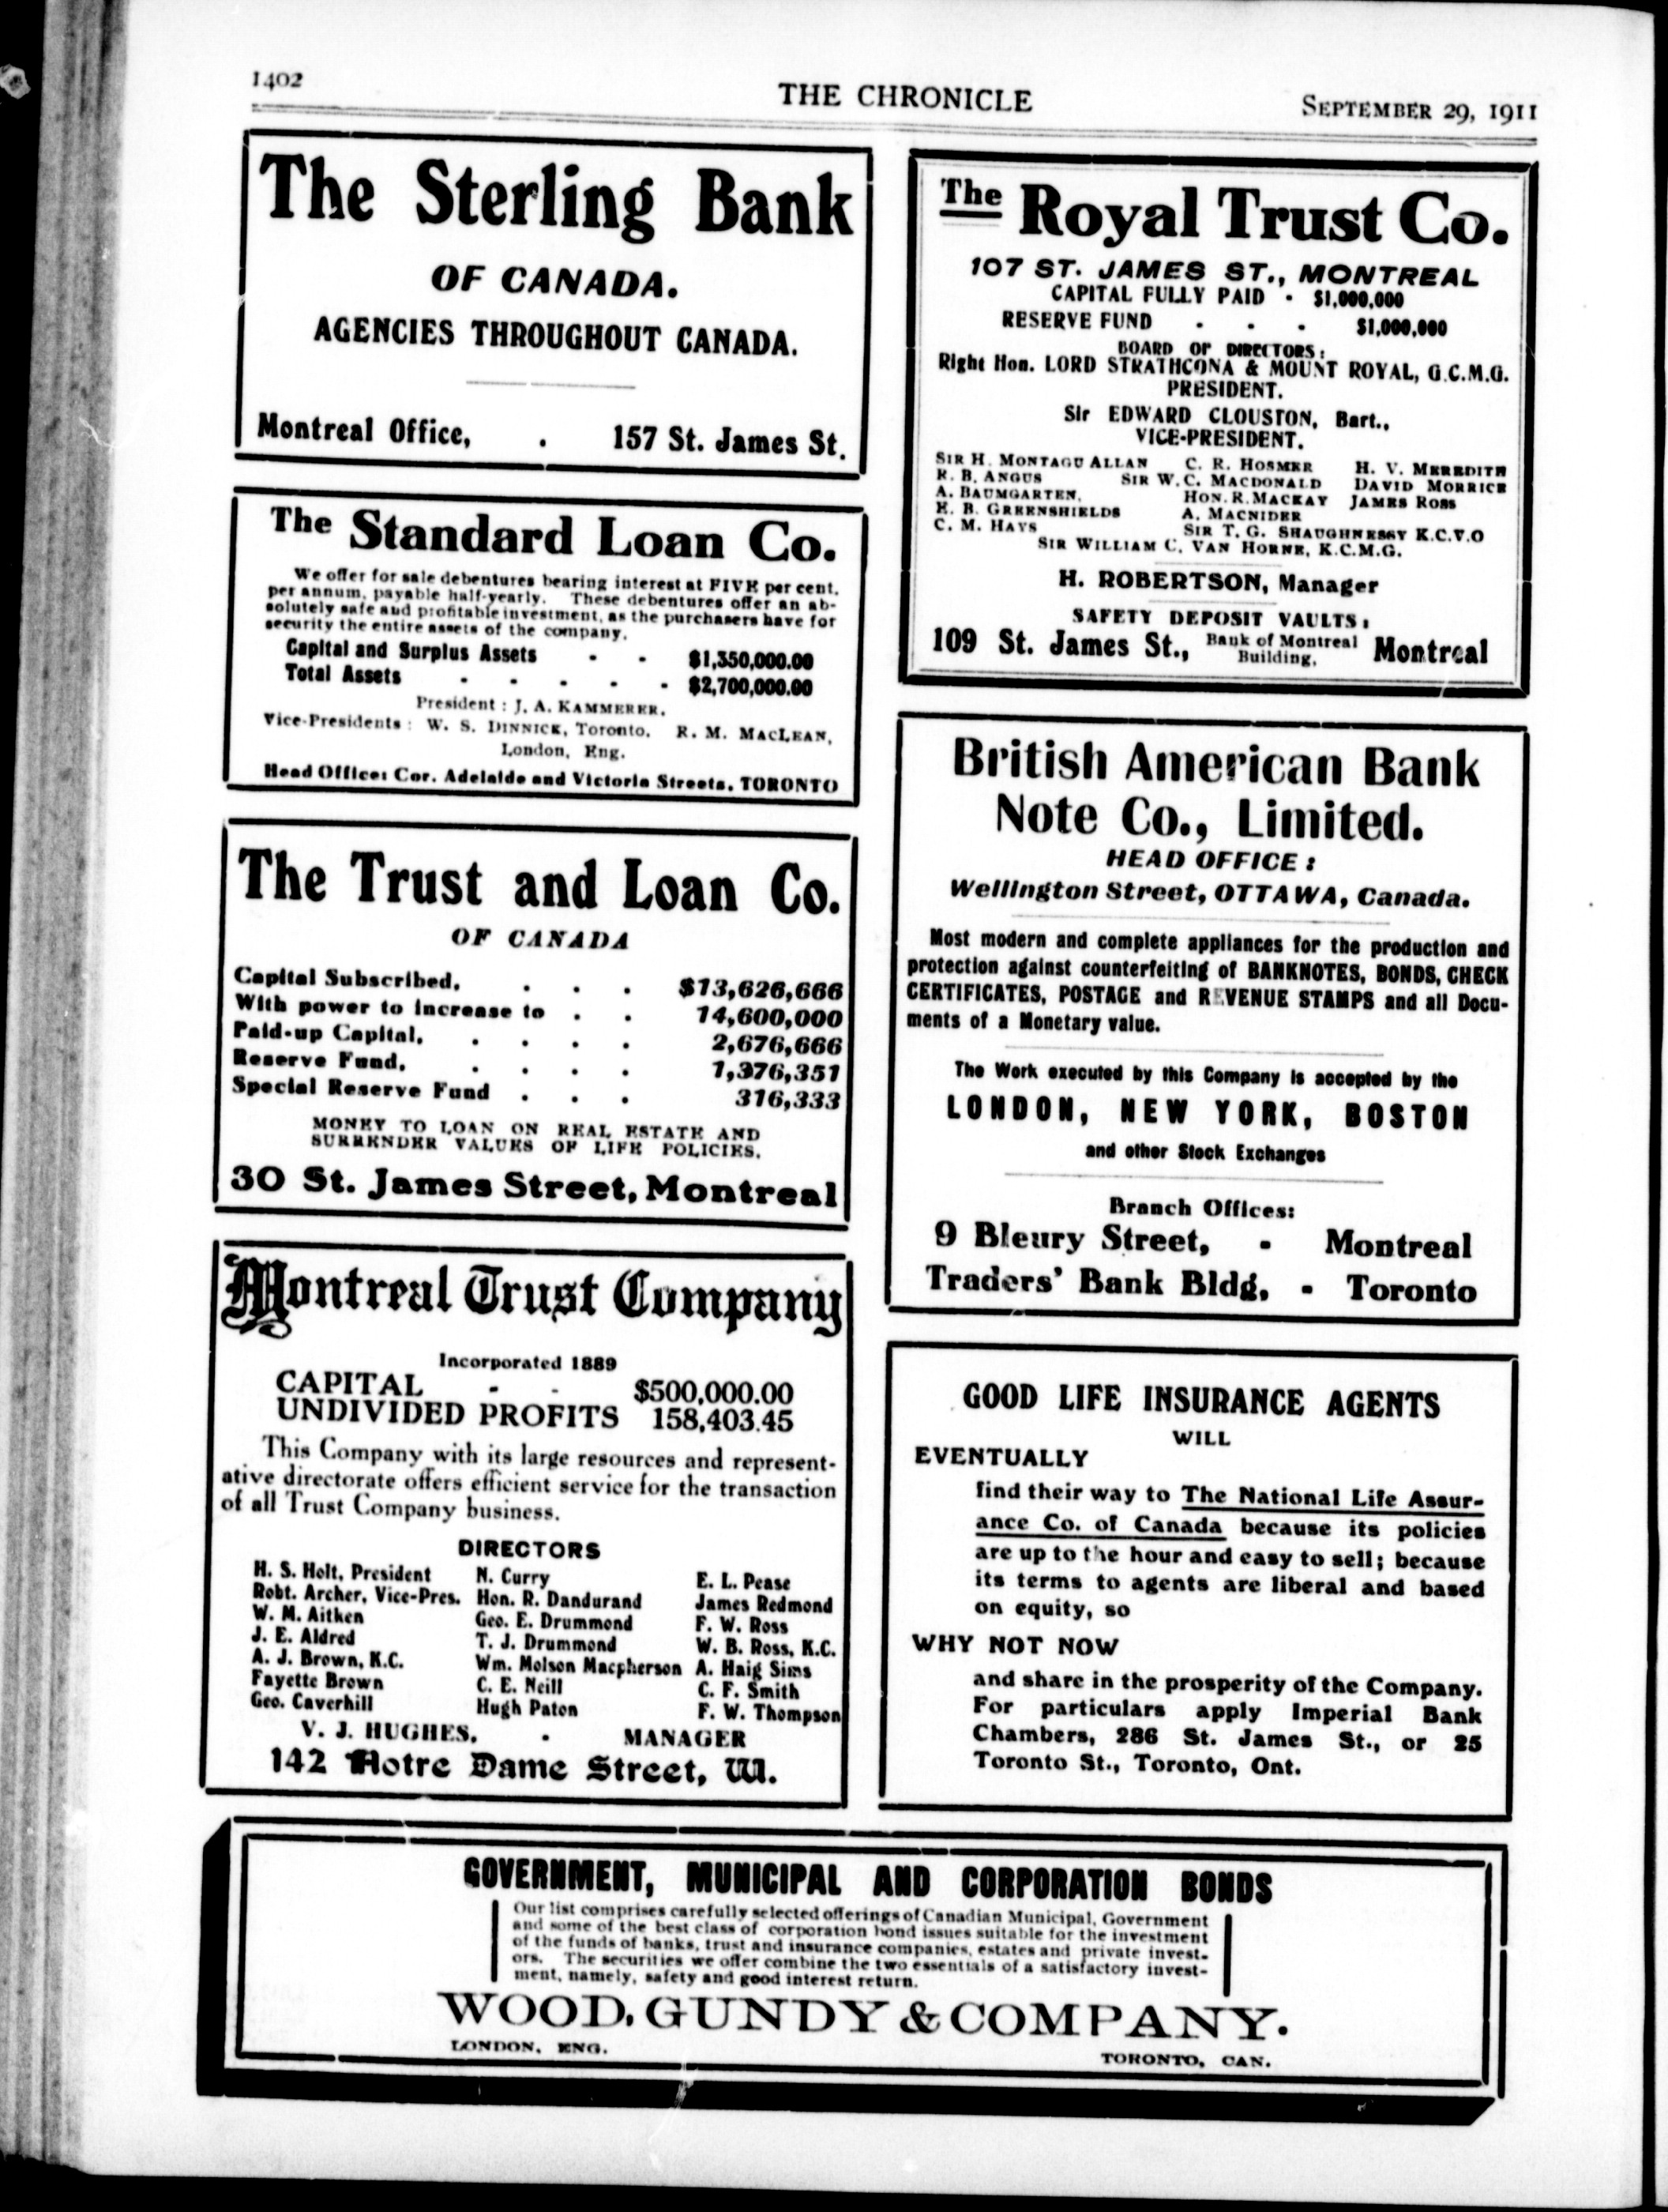 1402
THE CHRONICLE
SEPTEMBER 29, 1911
The Sterling Bank
OF CANADA.
AGENCIES THROUGHOUT CANADA.
Montreal Office, . 157 St. James St.
The Standard Loan Co.
We offer for sale debentures bearing interest at FIVE per cent.
per annum, payable half-yearly. These debentures offer an ab-
solutely safe and profitable investment, as the purchasers have for
security the entire assets of the company.
Capital and Surplus Assets - - $1,350,000.00
Total Assets - - - - - $2,700,000.00
President : J. A. KAMMERER.
Vice-Presidents : W. S. DINNICK, Toronto. R. M. MACLEAN,
London, Eng.
Head Office: Cor. Adelaide and Victoria Streets, TORONTO
The Trust and Loan Co.
OF CANADA
Capital Subscribed, . . . $13,626,666
With power to increase to . . 14,600,000
Paid-up Capital, . . . . 2,676,666
Reserve Fund, . . . . 1,376,351
Special Reserve Fund . . . 316,333
MONEY TO LOAN ON REAL ESTATE AND
SURRENDER VALUES OF LIFE POLICIES.
30 St. James Street, Montreal
Montreal Trust Company
Incorporated 1889
CAPITAL - - $500,000.00
UNDIVIDED PROFITS 158,403.45
This Company with its large resources and represent-
ative directorate offers efficient service for the transaction
of all Trust Company business.
DIRECTORS
H. S. Holt, President N. Curry E. L. Pease
Robt. Archer, Vice-Pres. Hon. R. Dandurand James Redmond
W. M. Aitken Geo. E. Drummond F. W. Ross
J. E. Aldred T. J. Drummond W. B. Ross, K.C.
A. J. Brown, K.C. Wm. Molson Macpherson A. Haig Sims
Fayette Brown C. E. Neill C. F. Smith
Geo. Caverhill Hugh Paton F. W. Thompson
V. J. HUGHES, . MANAGER
142 Notre Dame Street, W.
The Royal Trust Co.
107 ST. JAMES ST., MONTREAL
CAPITAL FULLY PAID - $1,000,000
RESERVE FUND - - - $1,000,000
BOARD OF DIRECTORS:
Right Hon. LORD STRATHCONA & MOUNT ROYAL, G.C.M.G.
PRESIDENT.
Sir EDWARD CLOUSTON, Bart.,
VICE-PRESIDENT.
SIR H. MONTAGU ALLAN C. R. HOSMER H. V. MEREDITH
R. B. ANGUS SIR W. C. MACDONALD DAVID MORRICE
A. BAUMGARTEN, HON. R. MACKAY JAMES ROSS
E. B. GREENSHIELDS A. MACNIDER
C. M. HAYS SIR T. G. SHAUGHNESSY K.C.V.O
SIR WILLIAM C. VAN HORNE, K.C.M.G.
H. ROBERTSON, Manager
SAFETY DEPOSIT VAULTS:
109 St. James St., Bank of Montreal Building, Montreal
British American Bank
Note Co., Limited.
HEAD OFFICE :
Wellington Street, OTTAWA, Canada.
Most modern and complete appliances for the production and
protection against counterfeiting of BANKNOTES, BONDS, CHECK
CERTIFICATES, POSTAGE and REVENUE STAMPS and all Docu-
ments of a Monetary value.
The Work executed by this Company is accepted by the
LONDON, NEW YORK, BOSTON
and other Stock Exchanges
Branch Offices:
9 Bleury Street, - Montreal
Traders' Bank Bldg. - Toronto
GOOD LIFE INSURANCE AGENTS
WILL
EVENTUALLY
find their way to The National Life Assur-
ance Co. of Canada because its policies
are up to the hour and easy to sell; because
its terms to agents are liberal and based
on equity, so
WHY NOT NOW
and share in the prosperity of the Company.
For particulars apply Imperial Bank
Chambers, 286 St. James St., or 25
Toronto St., Toronto, Ont.
GOVERNMENT, MUNICIPAL AND CORPORATION BONDS
Our list comprises carefully selected offerings of Canadian Municipal, Government
and some of the best class of corporation bond issues suitable for the investment
of the funds of banks, trust and insurance companies, estates and private invest-
ors. The securities we offer combine the two essentials of a satisfactory invest-
ment, namely, safety and good interest return.
WOOD, GUNDY & COMPANY.
LONDON, ENG.
TORONTO, CAN.